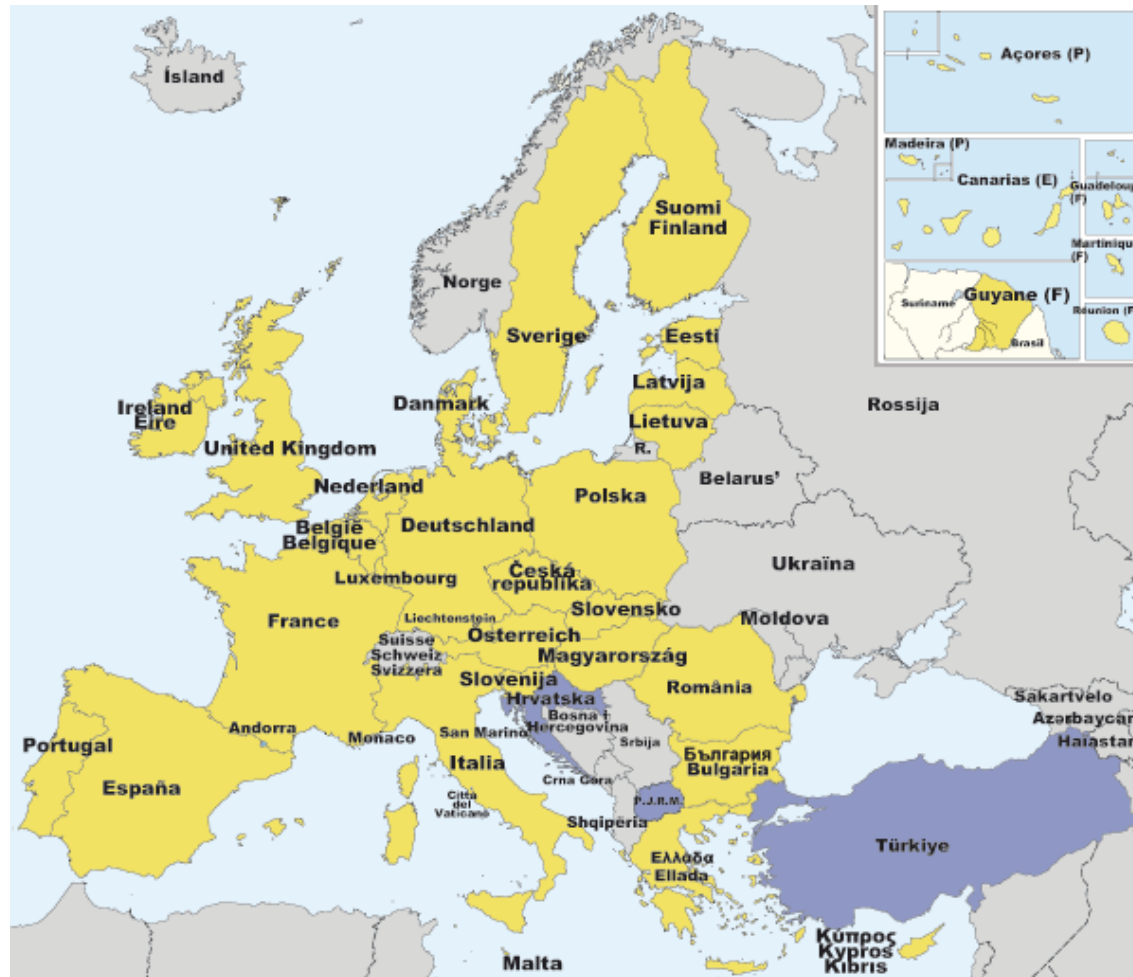 Ísland
Açores (P)
Madeira (P)
Canarias (E)
Guadeloup
(F)
Martiniqu
(F)
Guyane (F)
Suriname
Brasil
Réunion (F
Suomi
Finland
Norge
Sverige
Eesti
Latvija
Lietuva
R.
Danmark
Rossija
Ireland
Eire
United Kingdom
Nederland
Belarus'
Polska
België
Belgique
Deutschland
Luxembourg
Česká
republika
Ukraïna
Slovensko
Moldova
France
Liechtenstein
Österreich
Suisse
Schweiz
Svizzera
Magyarország
Slovenija
România
Hrvatska
Bosna i
Hercegovina
Srbija
Sakartvelo
Azərbaycan
Haiastan
Andorra
Monaco
San Marino
Portugal
España
Italia
България
Bulgaria
Crna Gora
Città
del
Vaticano
P.J.R.M.
Shqipëria
Türkiye
Ελλάδα
Ellada
Κύπρος
Kypros
Kıbrıs
Malta